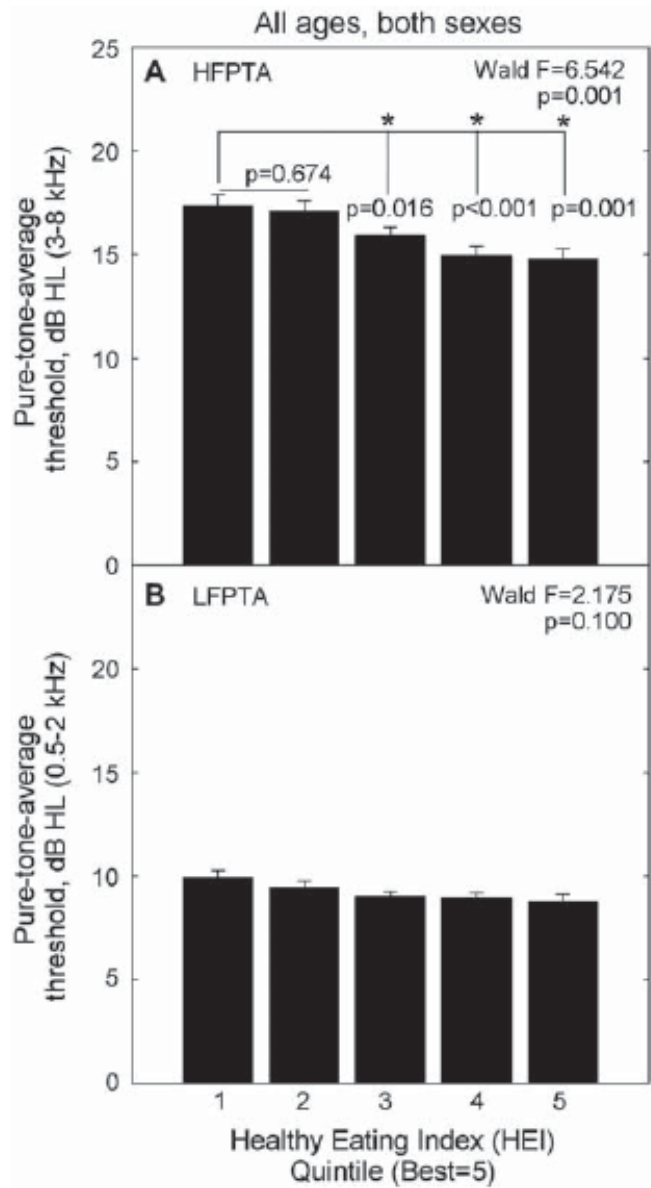 All ages, both sexes
A HFPTA
Wald F=6.542
p=0.001
* * *
p=0.674
p=0.016 p<0.001 p=0.001
Pure-tone-average
threshold, dB HL (3-8 kHz)
25
20
15
10
5
0
B LFPTA
Wald F=2.175
p=0.100
Pure-tone-average
threshold, dB HL (0.5-2 kHz)
20
15
10
5
0
1 2 3 4 5
Healthy Eating Index (HEI)
Quintile (Best=5)